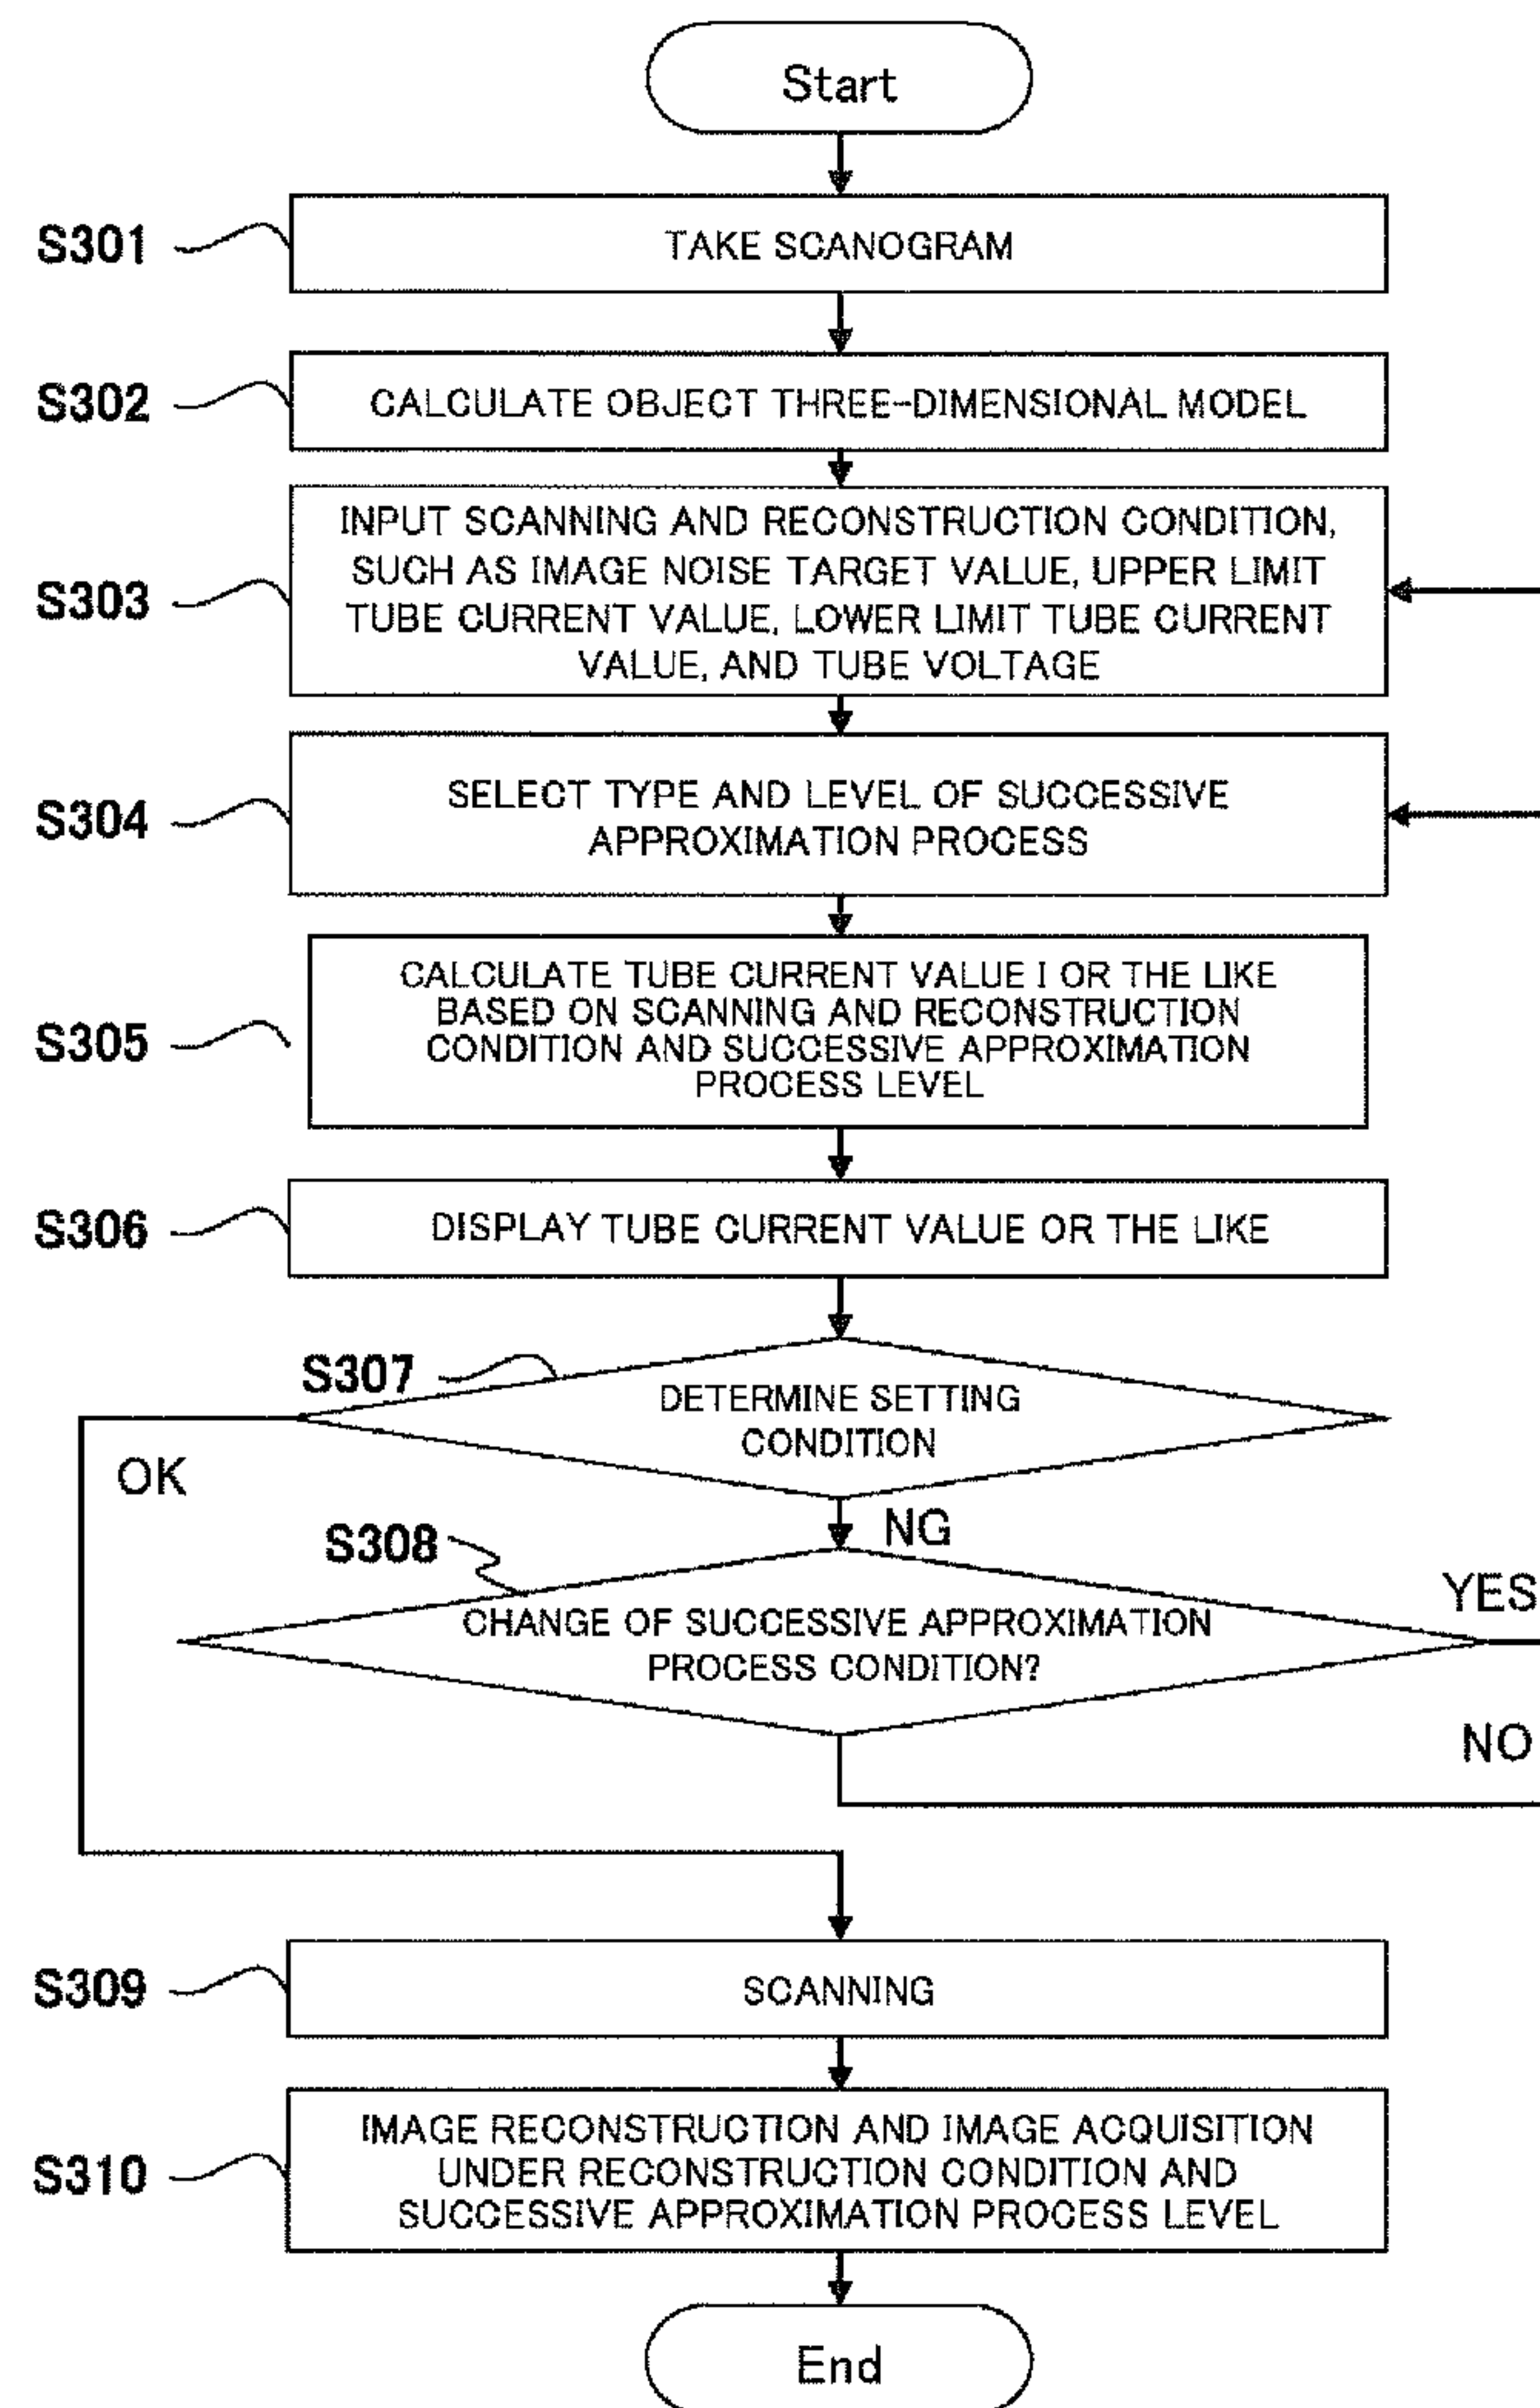 Start
S301
TAKE SCANOGRAM
S302
CALCULATE OBJECT THREE-DIMENSIONAL MODEL
S303
INPUT SCANNING AND RECONSTRUCTION CONDITION,
SUCH AS IMAGE NOISE TARGET VALUE, UPPER LIMIT
TUBE CURRENT VALUE, LOWER LIMIT TUBE CURRENT
VALUE, AND TUBE VOLTAGE
S304
SELECT TYPE AND LEVEL OF SUCCESSIVE
APPROXIMATION PROCESS
S305
CALCULATE TUBE CURRENT VALUE I OR THE LIKE
BASED ON SCANNING AND RECONSTRUCTION
CONDITION AND SUCCESSIVE APPROXIMATION
PROCESS LEVEL
S306
DISPLAY TUBE CURRENT VALUE OR THE LIKE
S307
DETERMINE SETTING
CONDITION
OK
NG
S308
CHANGE OF SUCCESSIVE APPROXIMATION
PROCESS CONDITION?
YES
NO
S309
SCANNING
S310
IMAGE RECONSTRUCTION AND IMAGE ACQUISITION
UNDER RECONSTRUCTION CONDITION AND
SUCCESSIVE APPROXIMATION PROCESS LEVEL
End